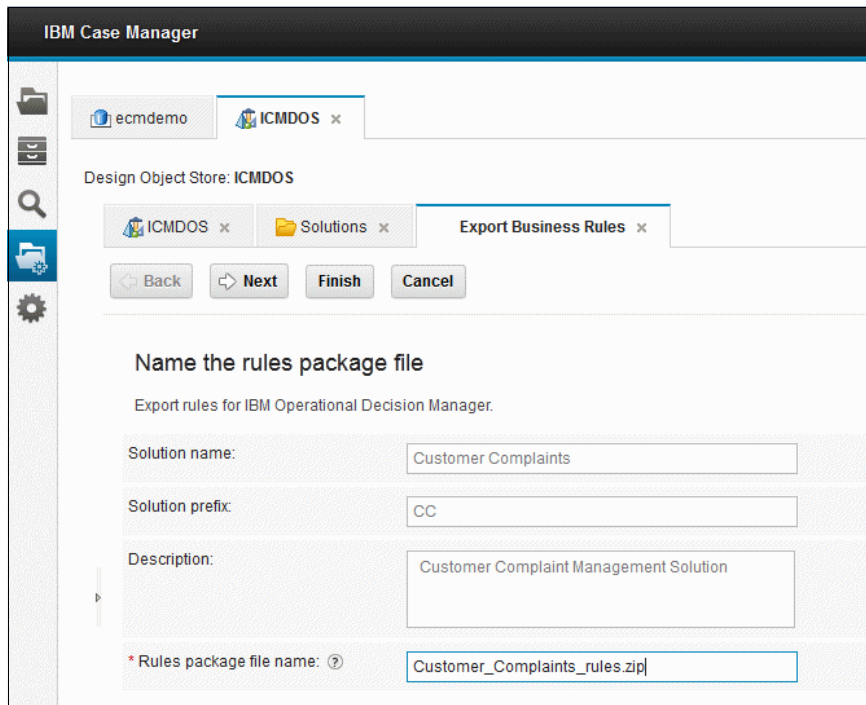 IBM Case Manager
ecmdemo
ICMDOS
Design Object Store: ICMDOS
ICMDOS
Solutions
Export Business Rules
Back
Next
Finish
Cancel
Name the rules package file
Export rules for IBM Operational Decision Manager.
Solution name:
Customer Complaints
Solution prefix:
CC
Description:
Customer Complaint Management Solution
* Rules package file name: ?
Customer_Complaints_rules.zip